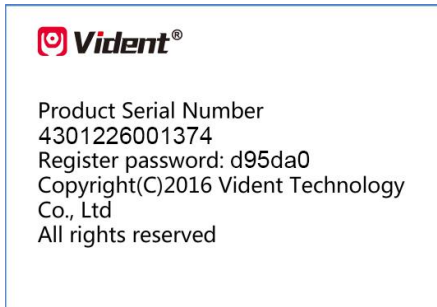 Vident®
Product Serial Number
4301226001374
Register password: d95da0
Copyright(C)2016 Vident Technology
Co., Ltd
All rights reserved